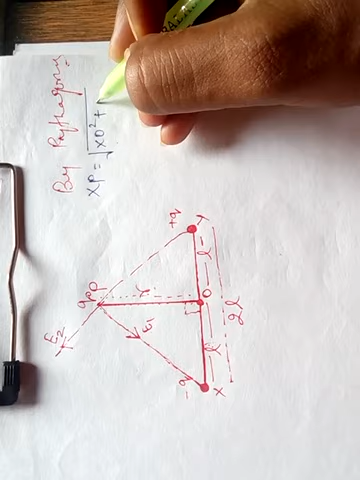 By Pythagoras
XP = √XO² +
E₂
P
r
E₁
-q
+q
X
l
O
l
Y
2l